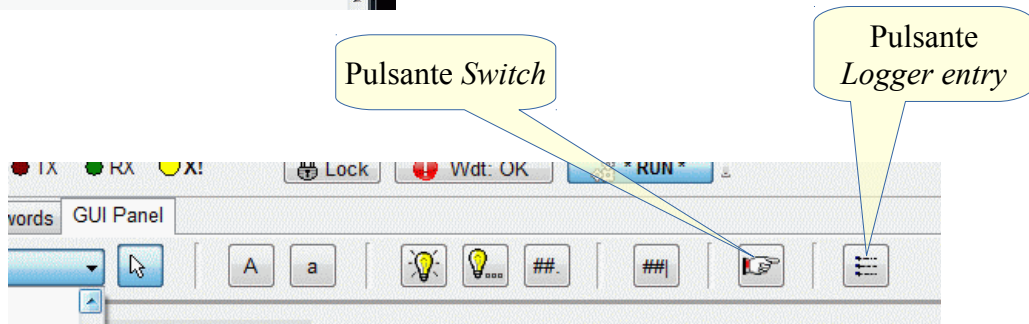 Pulsante Switch
Pulsante
Logger entry
TX RX X! Lock Wdt: OK * RUN *
words GUI Panel
A a ##. ##|